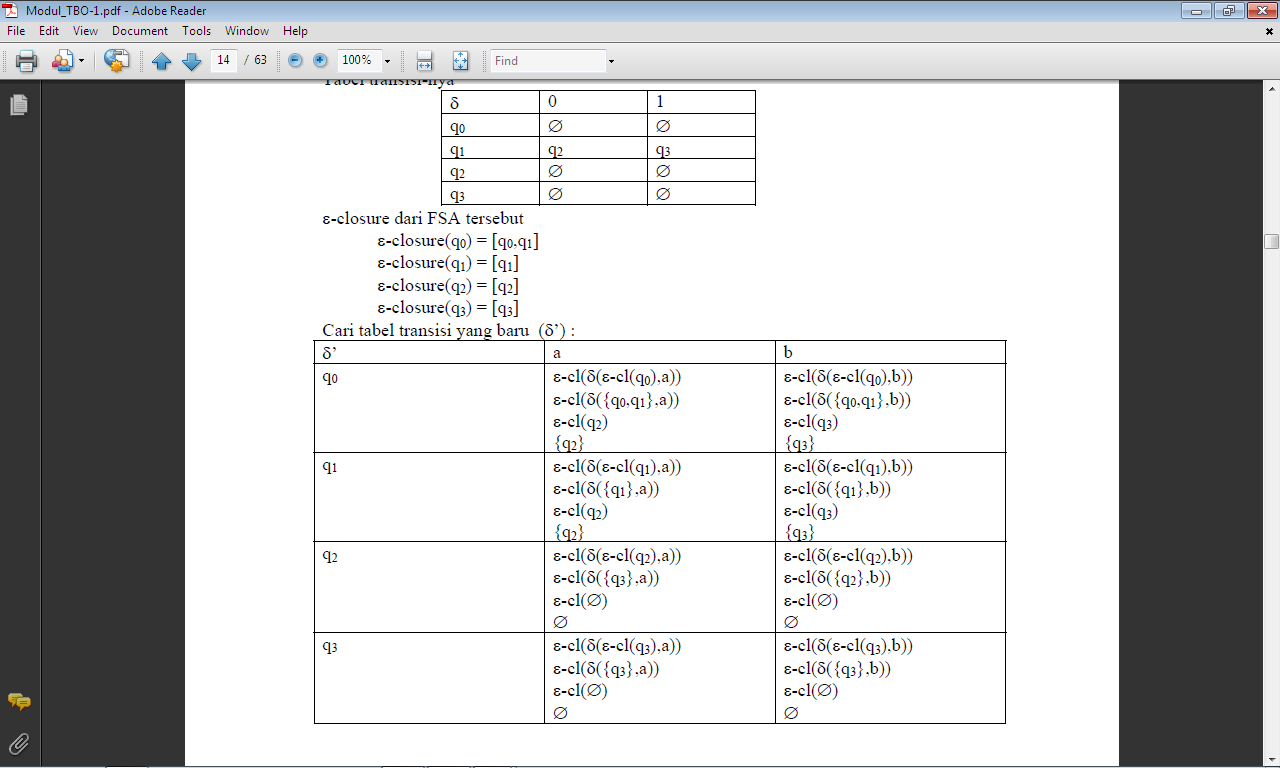 Modul_TBO-1.pdf - Adobe Reader
File Edit View Document Tools Window Help
14 / 63 100% Find
Tabel transisi-nya
δ 0 1
q0 ∅ ∅
q1 q2 q3
q2 ∅ ∅
q3 ∅ ∅
ε-closure dari FSA tersebut
ε-closure(q0) = [q0,q1]
ε-closure(q1) = [q1]
ε-closure(q2) = [q2]
ε-closure(q3) = [q3]
Cari tabel transisi yang baru (δ’) :
δ’ a b
q0 ε-cl(δ(ε-cl(q0),a)) ε-cl(δ(ε-cl(q0),b))
ε-cl(δ({q0,q1},a)) ε-cl(δ({q0,q1},b))
ε-cl(q2) ε-cl(q3)
{q2} {q3}
q1 ε-cl(δ(ε-cl(q1),a)) ε-cl(δ(ε-cl(q1),b))
ε-cl(δ({q1},a)) ε-cl(δ({q1},b))
ε-cl(q2) ε-cl(q3)
{q2} {q3}
q2 ε-cl(δ(ε-cl(q2),a)) ε-cl(δ(ε-cl(q2),b))
ε-cl(δ({q3},a)) ε-cl(δ({q2},b))
ε-cl(∅) ε-cl(∅)
∅ ∅
q3 ε-cl(δ(ε-cl(q3),a)) ε-cl(δ(ε-cl(q3),b))
ε-cl(δ({q3},a)) ε-cl(δ({q3},b))
ε-cl(∅) ε-cl(∅)
∅ ∅